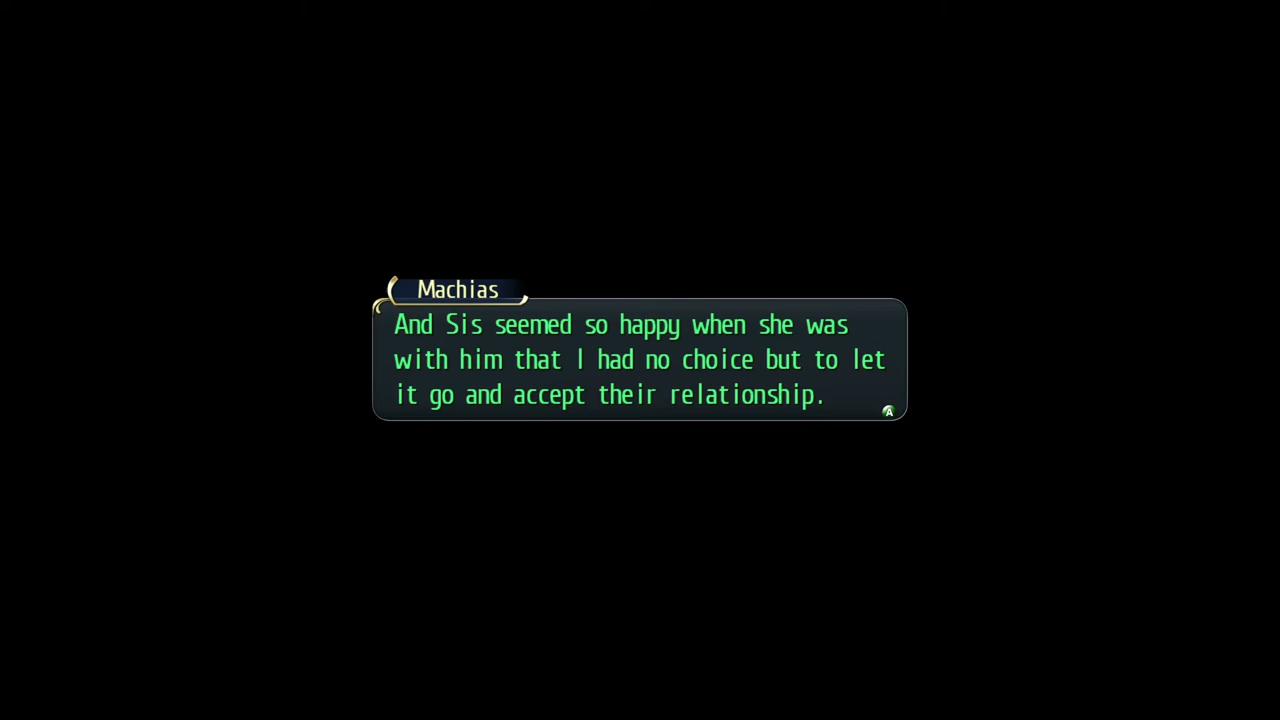 Machias
And Sis seemed so happy when she was
with him that I had no choice but to let
it go and accept their relationship.
A